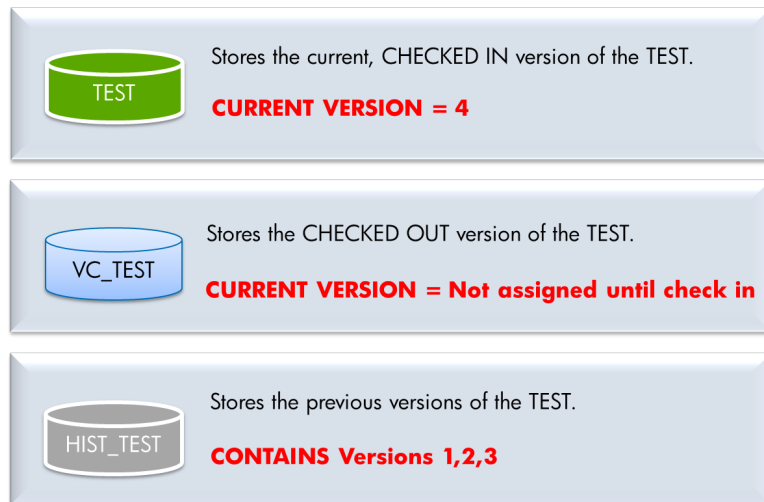 TEST
Stores the current, CHECKED IN version of the TEST.
CURRENT VERSION = 4
VC_TEST
Stores the CHECKED OUT version of the TEST.
CURRENT VERSION = Not assigned until check in
HIST_TEST
Stores the previous versions of the TEST.
CONTAINS Versions 1,2,3